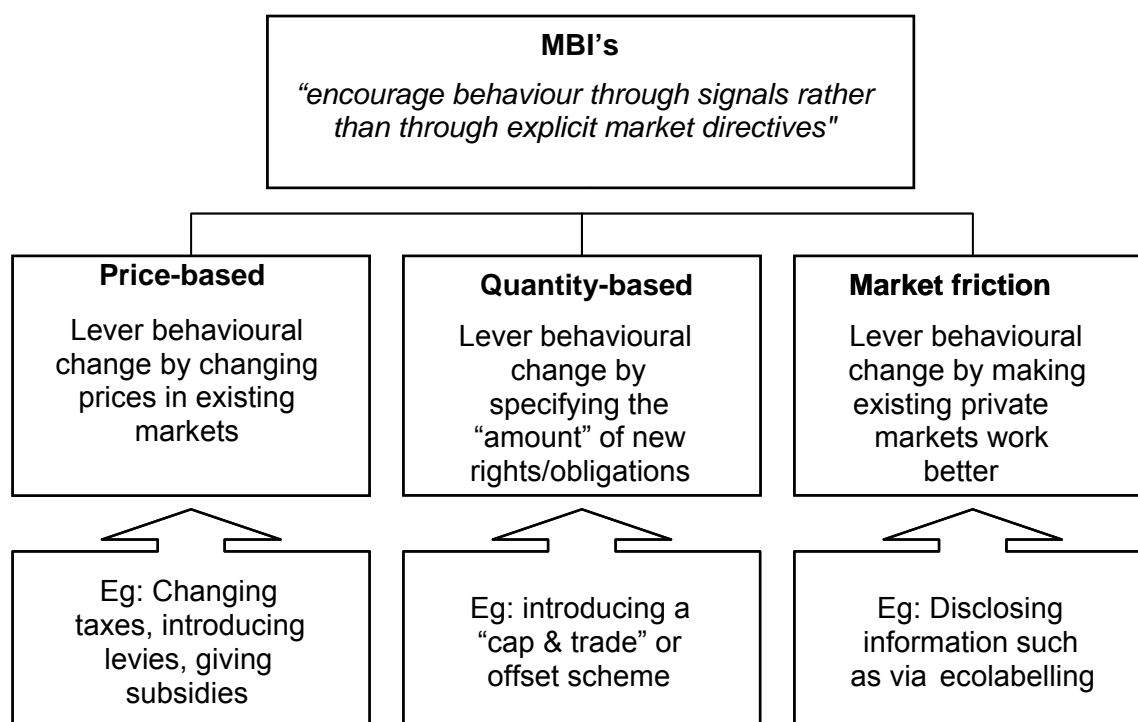 MBI’s
“encourage behaviour through signals rather
than through explicit market directives"
Price-based
Lever behavioural
change by changing
prices in existing
markets
Quantity-based
Lever behavioural
change by
specifying the
“amount” of new
rights/obligations
Market friction
Lever behavioural
change by making
existing private
markets work
better
Eg: Changing
taxes, introducing
levies, giving
subsidies
Eg: introducing a
“cap & trade” or
offset scheme
Eg: Disclosing
information such
as via ecolabelling